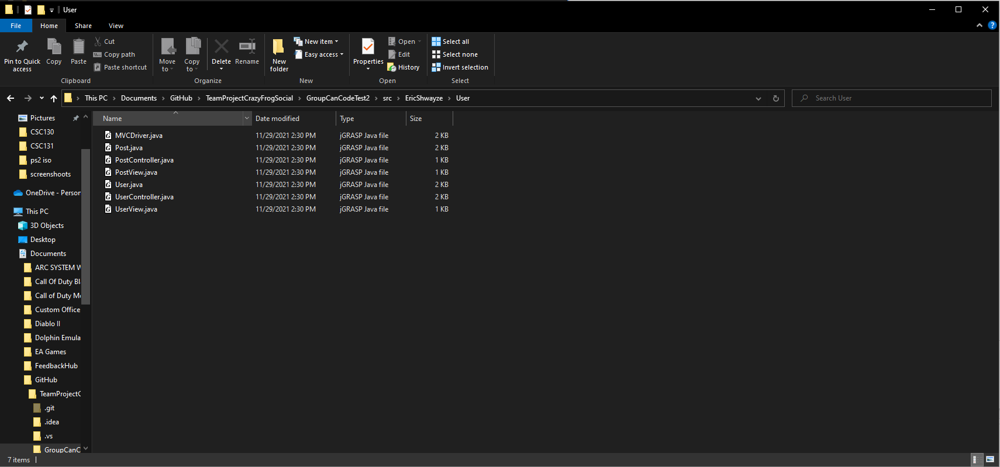 User
File Home Share View
Pin to Quick access
Copy
Paste
Cut
Copy path
Paste shortcut
Clipboard
Move to
Copy to
Delete
Rename
Organize
New folder
New item
Easy access
New
Properties
Open
Edit
History
Open
Select all
Select none
Invert selection
Select
This PC > Documents > GitHub > TeamProjectCrazyFrogSocial > GroupCanCodeTest2 > src > EricShwayze > User
Search User
Pictures
CSC130
CSC131
ps2 iso
screenshoots
OneDrive - Person
This PC
3D Objects
Desktop
Documents
ARC SYSTEM W
Call Of Duty Bl
Call of Duty Mo
Custom Office
Diablo II
Dolphin Emula
EA Games
FeedbackHub
GitHub
TeamProjectC
.git
.idea
.vs
GroupCanC
Name Date modified Type Size
MVCDriver.java 11/29/2021 2:30 PM jGRASP Java file 2 KB
Post.java 11/29/2021 2:30 PM jGRASP Java file 2 KB
PostController.java 11/29/2021 2:30 PM jGRASP Java file 1 KB
PostView.java 11/29/2021 2:30 PM jGRASP Java file 1 KB
User.java 11/29/2021 2:30 PM jGRASP Java file 2 KB
UserController.java 11/29/2021 2:30 PM jGRASP Java file 2 KB
UserView.java 11/29/2021 2:30 PM jGRASP Java file 1 KB
7 items